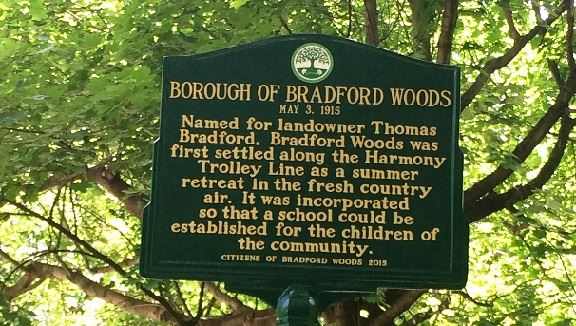 BOROUGH OF BRADFORD WOODS
MAY 3, 1915
Named for landowner Thomas
Bradford, Bradford Woods was
first settled along the Harmony
Trolley Line as a summer
retreat in the fresh country
air. It was incorporated
so that a school could be
established for the children of
the community.
CITIZENS OF BRADFORD WOODS 2015